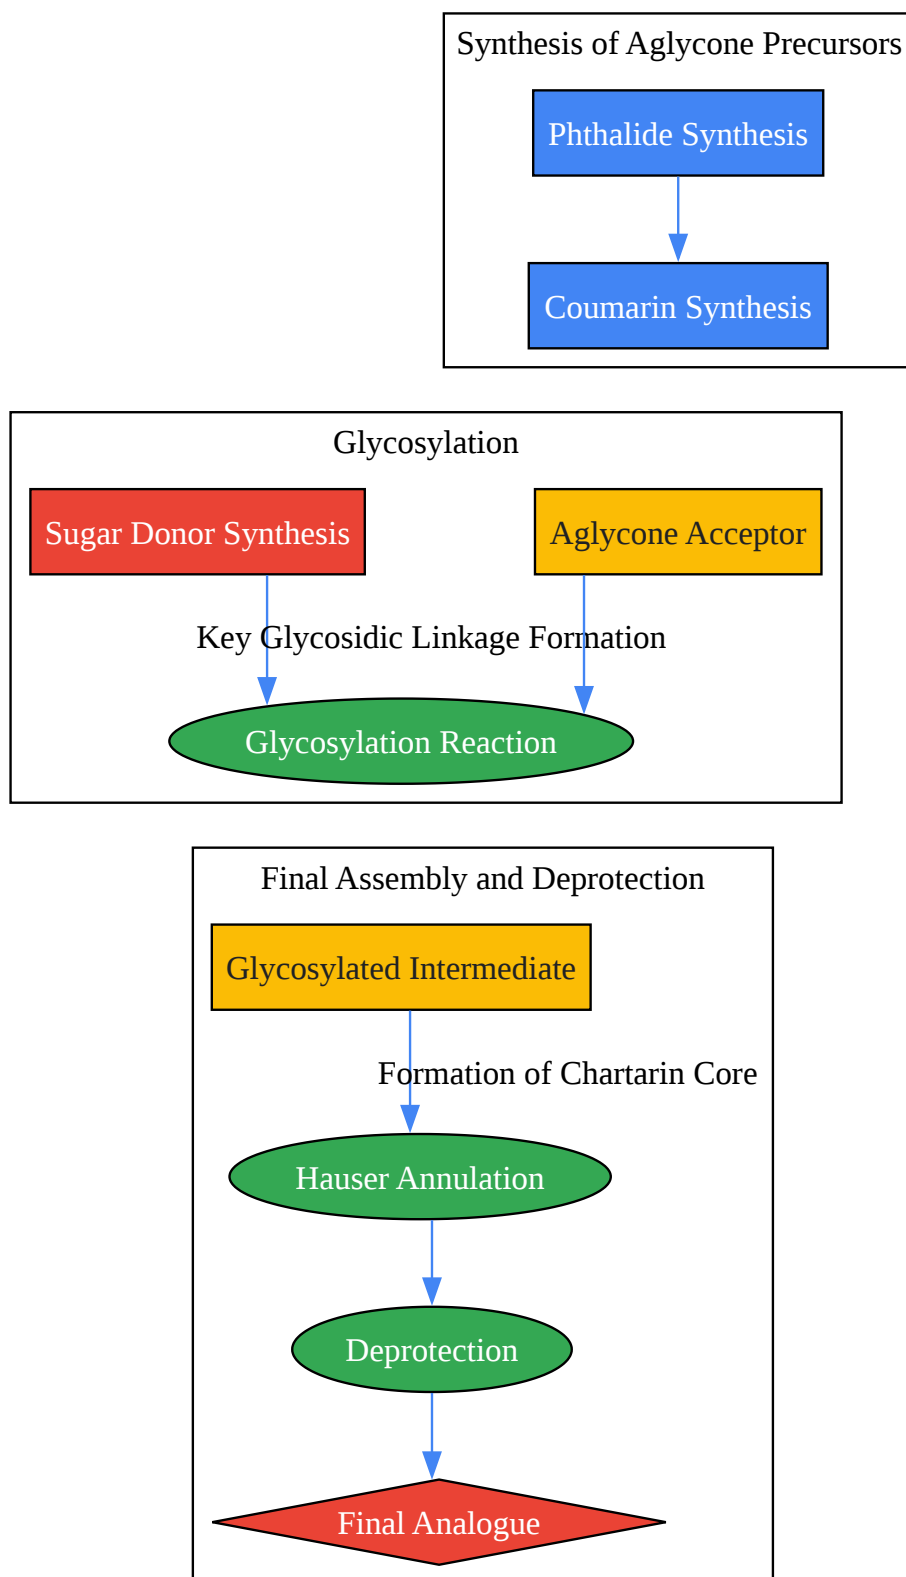 Synthesis of Aglycone Precursors
Phthalide Synthesis
Coumarin Synthesis
Glycosylation
Sugar Donor Synthesis
Aglycone Acceptor
Key Glycosidic Linkage Formation
Glycosylation Reaction
Final Assembly and Deprotection
Glycosylated Intermediate
Formation of Chartarin Core
Hauser Annulation
Deprotection
Final Analogue